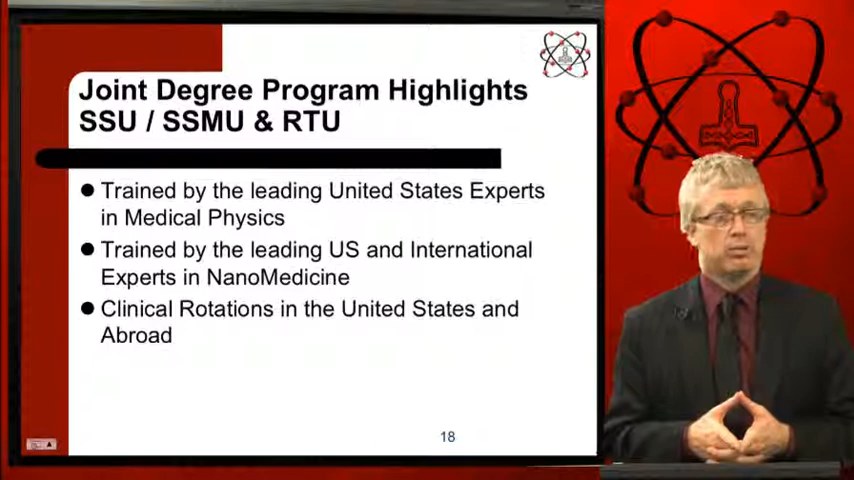 Joint Degree Program Highlights
SSU / SSMU & RTU
Trained by the leading United States Experts
in Medical Physics
Trained by the leading US and International
Experts in NanoMedicine
Clinical Rotations in the United States and
Abroad
18